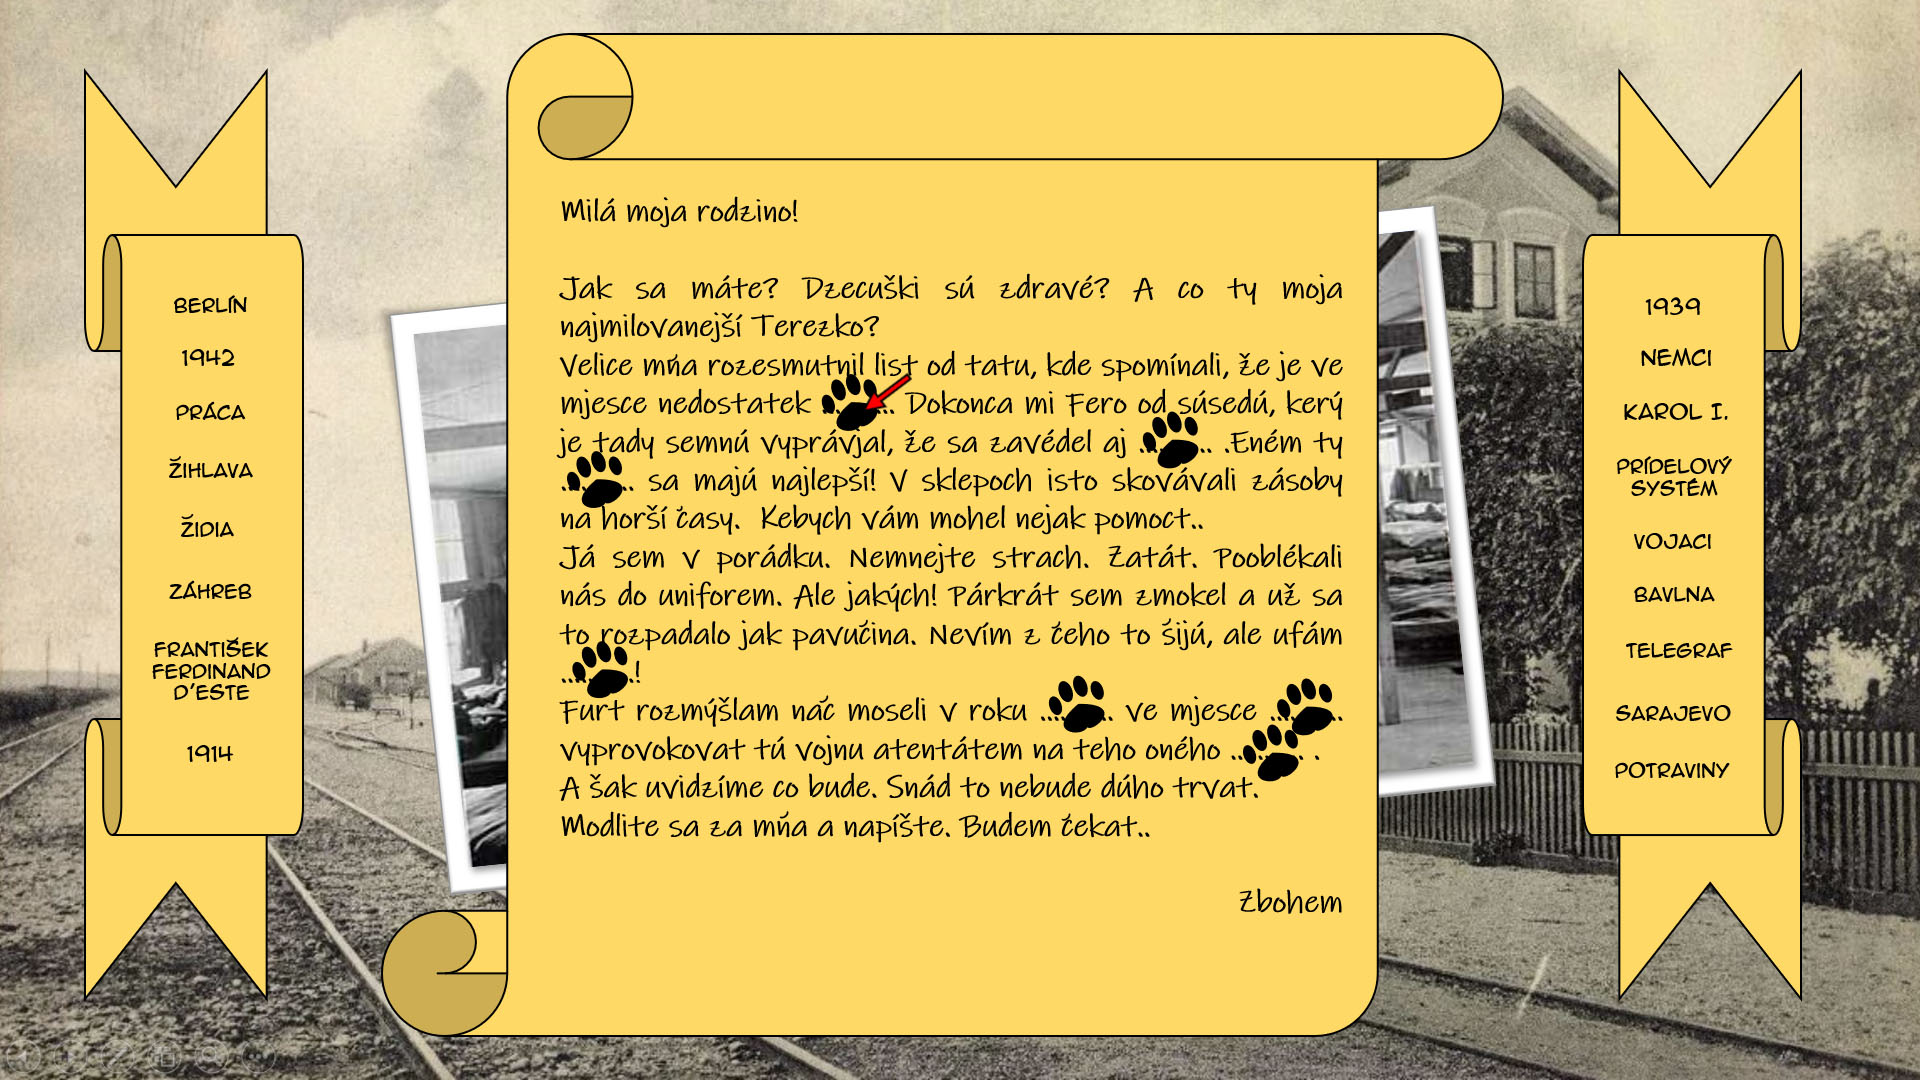 BERLÍN
1942
PRÁCA
ŽIHLAVA
ŽIDIA
ZÁHREB
FRANTIŠEK
FERDINAND
D'ESTE
1914
Milá moja rodzino!
Jak sa máte? Dzecuški sú zdravé? A co ty moja
najmilovanejší Terezko?
Velice mňa rozesmutnil list od tatu, kde spomínali, že je ve
mjesce nedostatek ........ Dokonca mi Fero od súsedú, kerý
je tady semnú vyprávjal, že sa zavédel aj ........ .Eném ty
........ sa majú najlepší! V sklepoch isto skovávali zásoby
na horší časy. Kebych vám mohel nejak pomoct..
Já sem v porádku. Nemnejte strach. Zatát. Pooblékali
nás do uniforem. Ale jakých! Párkrát sem zmokel a už sa
to rozpadalo jak pavučina. Nevím z čeho to šijú, ale ufám
........!
Furt rozmýšlam náč moseli v roku ........ ve mjesce ........
vyprovokovat tú vojnu atentátem na teho oného ........ .
A šak uvidzíme co bude. Snád to nebude dúho trvat.
Modlite sa za mňa a napíšte. Budem čekat..
Zbohem
1939
NEMCI
KAROL I.
PRÍDELOVÝ
SYSTÉM
VOJACI
BAVLNA
TELEGRAF
SARAJEVO
POTRAVINY